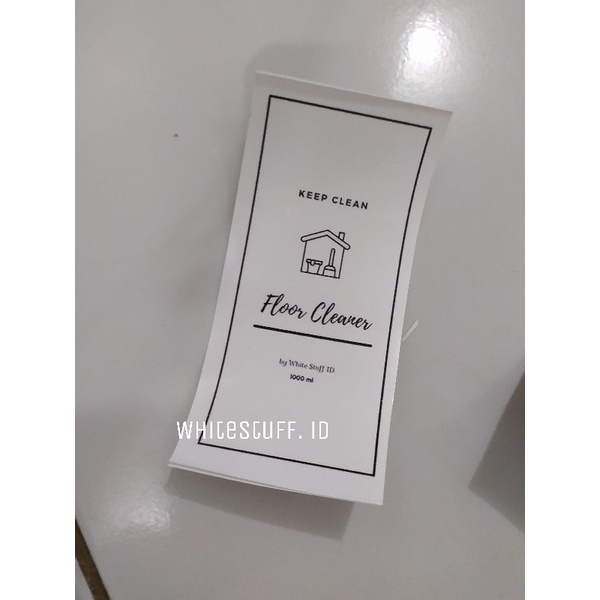 KEEP CLEAN
Floor Cleaner
by White Stuff ID
1000 ml
WHITESTUFF. ID